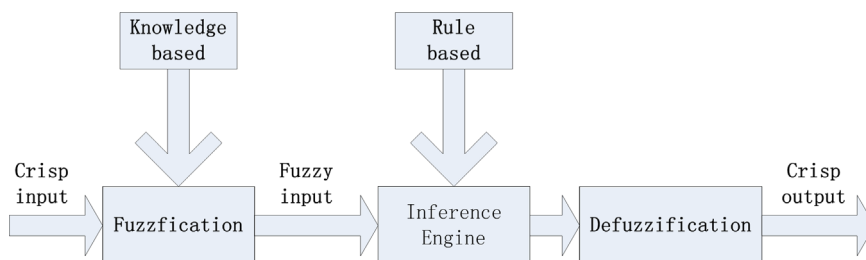 Knowledge
based
Rule
based
Crisp
input
Fuzzy
input
Crisp
output
Fuzzfication
Inference
Engine
Defuzzification